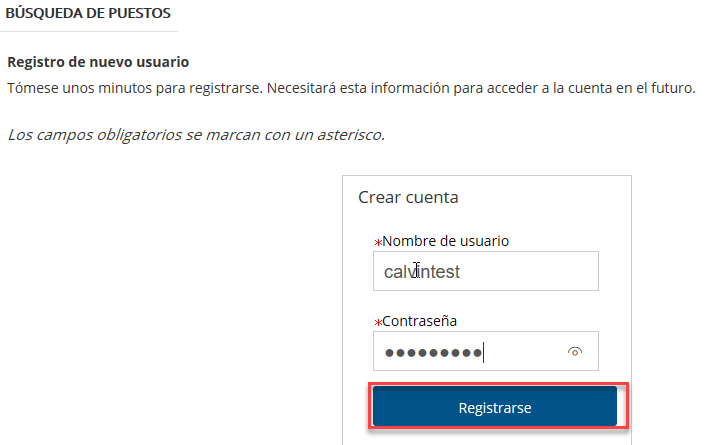 BÚSQUEDA DE PUESTOS
Registro de nuevo usuario
Tómese unos minutos para registrarse. Necesitará esta información para acceder a la cuenta en el futuro.
Los campos obligatorios se marcan con un asterisco.
Crear cuenta
*Nombre de usuario
calvintest
*Contraseña
●●●●●●●●●
Registrarse